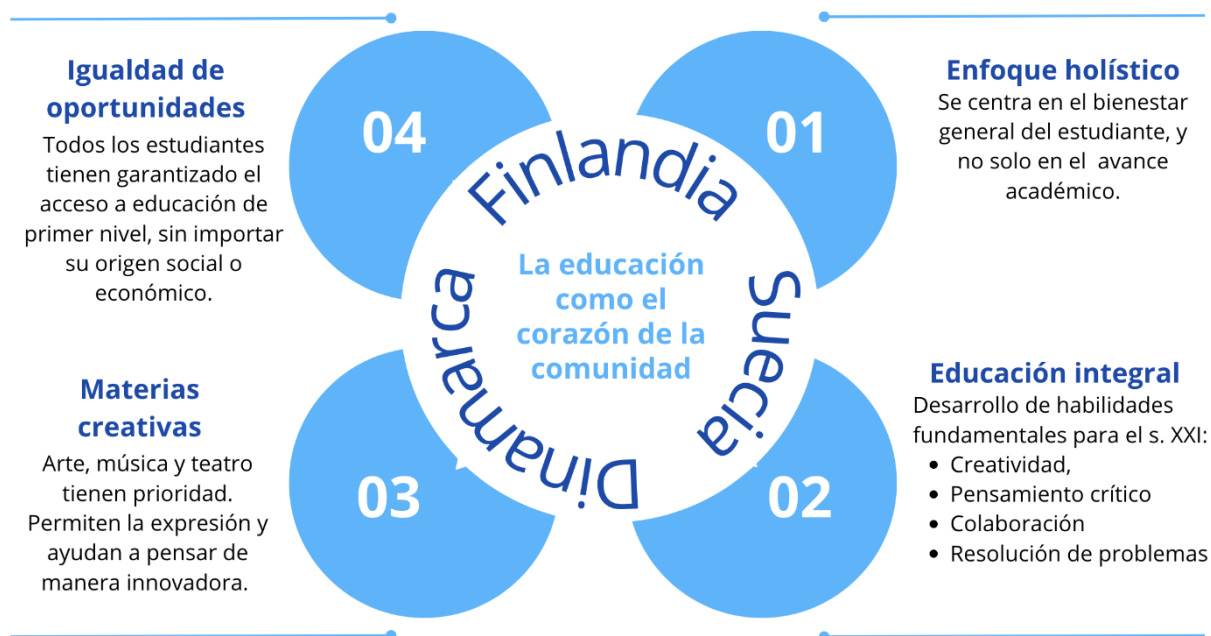 Igualdad de
oportunidades
Todos los estudiantes
tienen garantizado el
acceso a educación de
primer nivel, sin importar
su origen social o
económico.
04
01
Enfoque holístico
Se centra en el bienestar
general del estudiante, y
no solo en el avance
académico.
Finlandia
Suecia
Dinamarca
La educación
como el
corazón de la
comunidad
Materias
creativas
Arte, música y teatro
tienen prioridad.
Permiten la expresión y
ayudan a pensar de
manera innovadora.
03
02
Educación integral
Desarrollo de habilidades
fundamentales para el s. XXI:
• Creatividad,
• Pensamiento crítico
• Colaboración
• Resolución de problemas